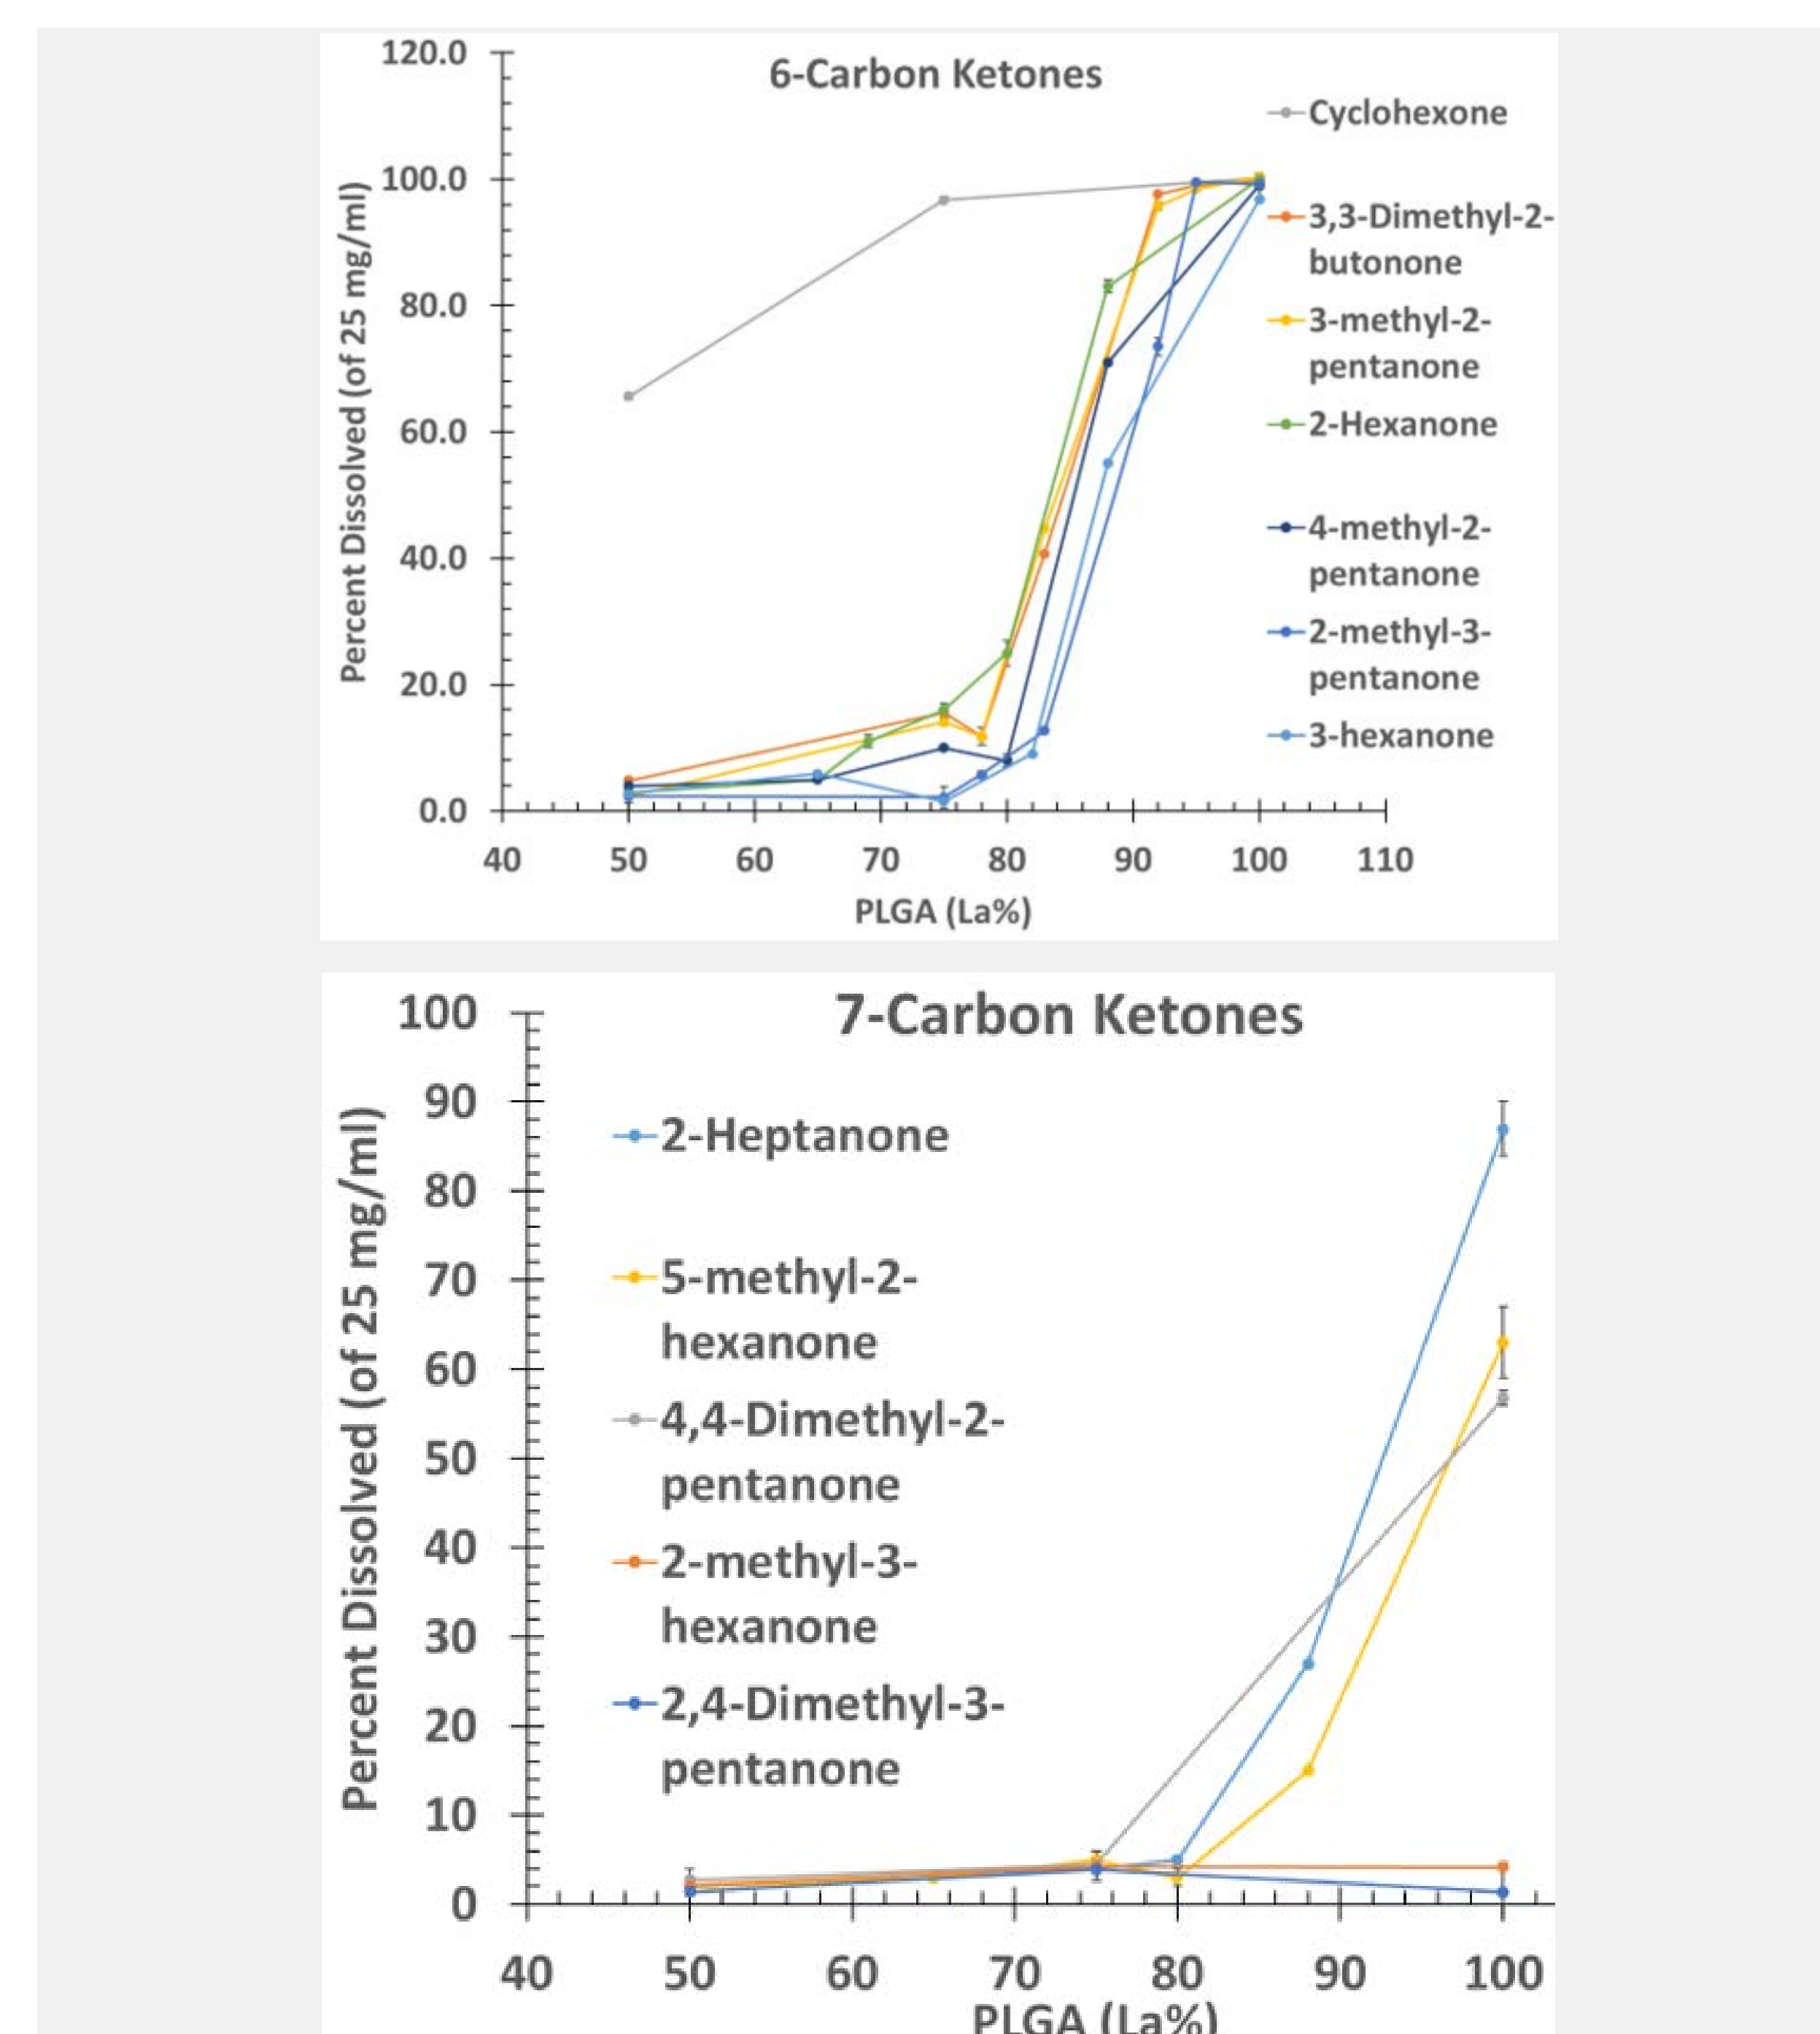 6-Carbon Ketones
120.0
100.0
80.0
60.0
40.0
20.0
0.0
Percent Dissolved (of 25 mg/ml)
40 50 60 70 80 90 100 110
PLGA (La%)
Cyclohexone
3,3-Dimethyl-2-
butonone
3-methyl-2-
pentanone
2-Hexanone
4-methyl-2-
pentanone
2-methyl-3-
pentanone
3-hexanone
7-Carbon Ketones
100
90
80
70
60
50
40
30
20
10
0
Percent Dissolved (of 25 mg/ml)
2-Heptanone
5-methyl-2-
hexanone
4,4-Dimethyl-2-
pentanone
2-methyl-3-
hexanone
2,4-Dimethyl-3-
pentanone
40 50 60 70 80 90 100
PLGA (La%)